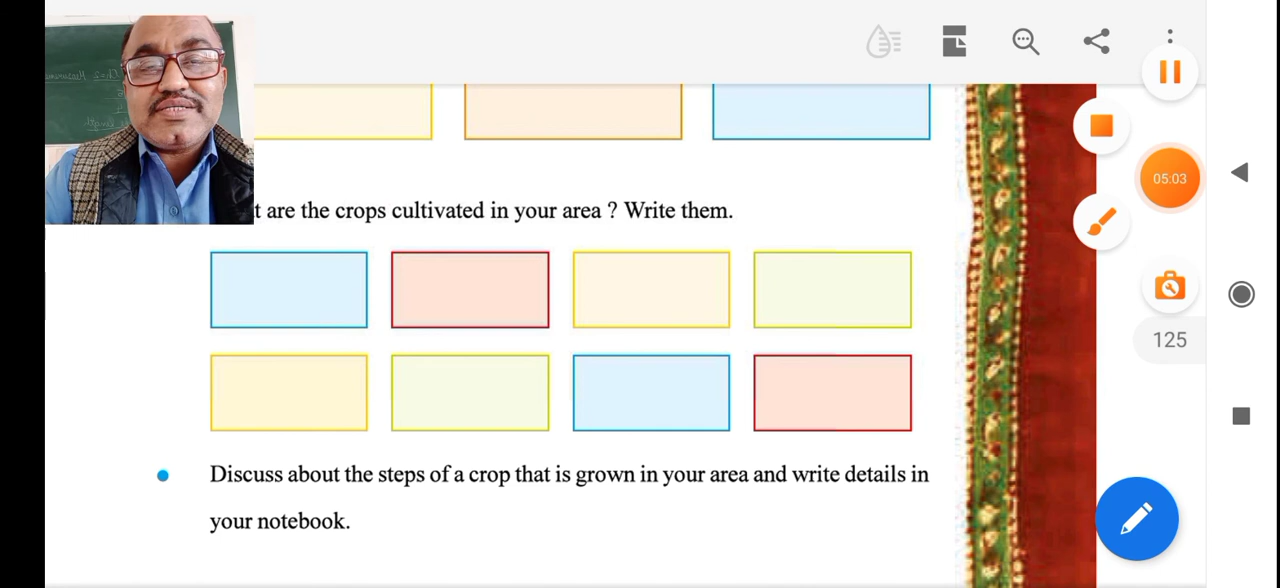 05:03
t are the crops cultivated in your area ? Write them.
125
Discuss about the steps of a crop that is grown in your area and write details in
your notebook.